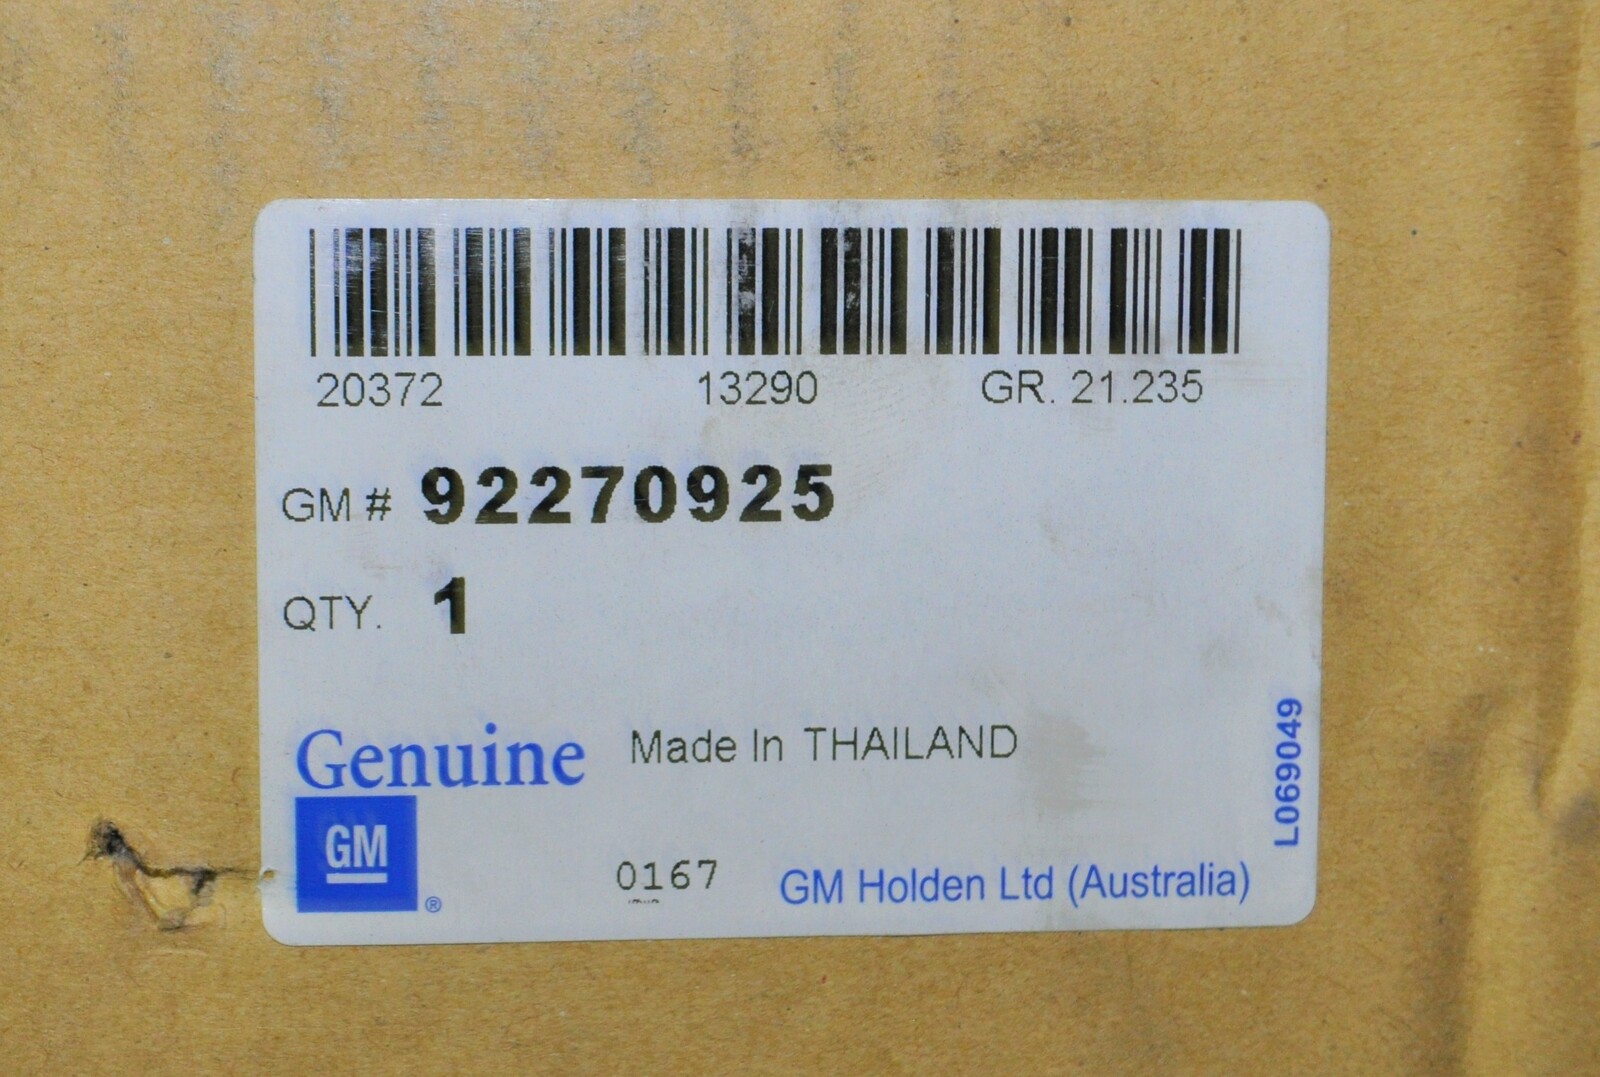 20372 13290 GR. 21.235
GM # 92270925
QTY. 1
Genuine Made In THAILAND
GM ®
0167 GM Holden Ltd (Australia)
L069049